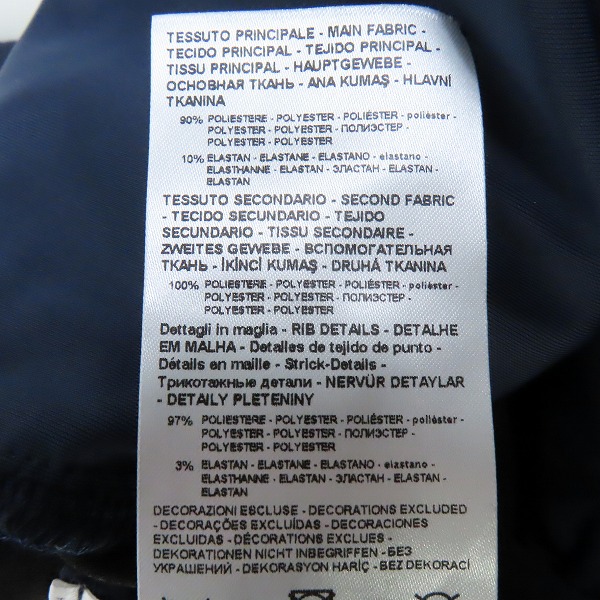 TESSUTO PRINCIPALE - MAIN FABRIC -
TECIDO PRINCIPAL - TEJIDO PRINCIPAL -
TISSU PRINCIPAL - HAUPTGEWEBE -
ОСНОВНАЯ ТКАНЬ - ANA KUMAŞ - HLAVNÍ
TKANINA
90% POLIESTERE - POLYESTER - POLIÉSTER - poliéster -
POLYESTER - POLYESTER - ПОЛИЭСТЕР -
POLYESTER - POLYESTER
10% ELASTAN - ELASTANE - ELASTANO - elastano -
ELASTHANNE - ELASTAN - ЭЛАСТАН - ELASTAN -
ELASTAN
TESSUTO SECONDARIO - SECOND FABRIC
- TECIDO SECUNDARIO - TEJIDO
SECUNDARIO - TISSU SECONDAIRE -
ZWEITES GEWEBE - ВСПОМОГАТЕЛЬНАЯ
ТКАНЬ - İKİNCİ KUMAŞ - DRUHÁ TKANINA
100% POLIESTERE - POLYESTER - POLIÉSTER - poliéster -
POLYESTER - POLYESTER - ПОЛИЭСТЕР -
POLYESTER - POLYESTER
Dettagli in maglia - RIB DETAILS - DETALHE
EM MALHA - Detalles de tejido de punto -
Détails en maille - Strick-Details -
Трикотажные детали - NERVÜR DETAYLAR
- DETAILY PLETENINY
97% POLIESTERE - POLYESTER - POLIÉSTER - poliéster -
POLYESTER - POLYESTER - ПОЛИЭСТЕР -
POLYESTER - POLYESTER
3% ELASTAN - ELASTANE - ELASTANO - elastano -
ELASTHANNE - ELASTAN - ЭЛАСТАН - ELASTAN -
ELASTAN
DECORAZIONI ESCLUSE - DECORATIONS EXCLUDED
- DECORAÇÕES EXCLUÍDAS - DECORACIONES
EXCLUIDAS - DÉCORATIONS EXCLUES -
DEKORATIONEN NICHT INBEGRIFFEN - БЕЗ
УКРАШЕНИЙ - DEKORASYON HARİÇ - BEZ DEKORACÍ